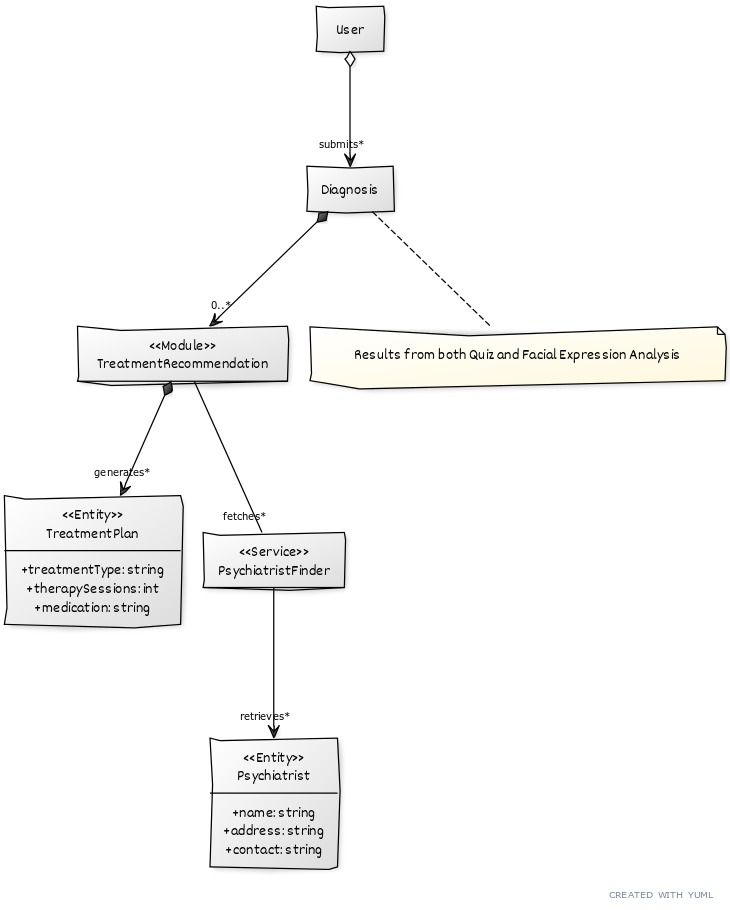 User
submits*
Diagnosis
0..*
<<Module>>
TreatmentRecommendation
Results from both Quiz and Facial Expression Analysis
generates*
fetches*
<<Entity>>
TreatmentPlan
+treatmentType: string
+therapySessions: int
+medication: string
<<Service>>
PsychiatristFinder
retrieves*
<<Entity>>
Psychiatrist
+name: string
+address: string
+contact: string
CREATED WITH YUML